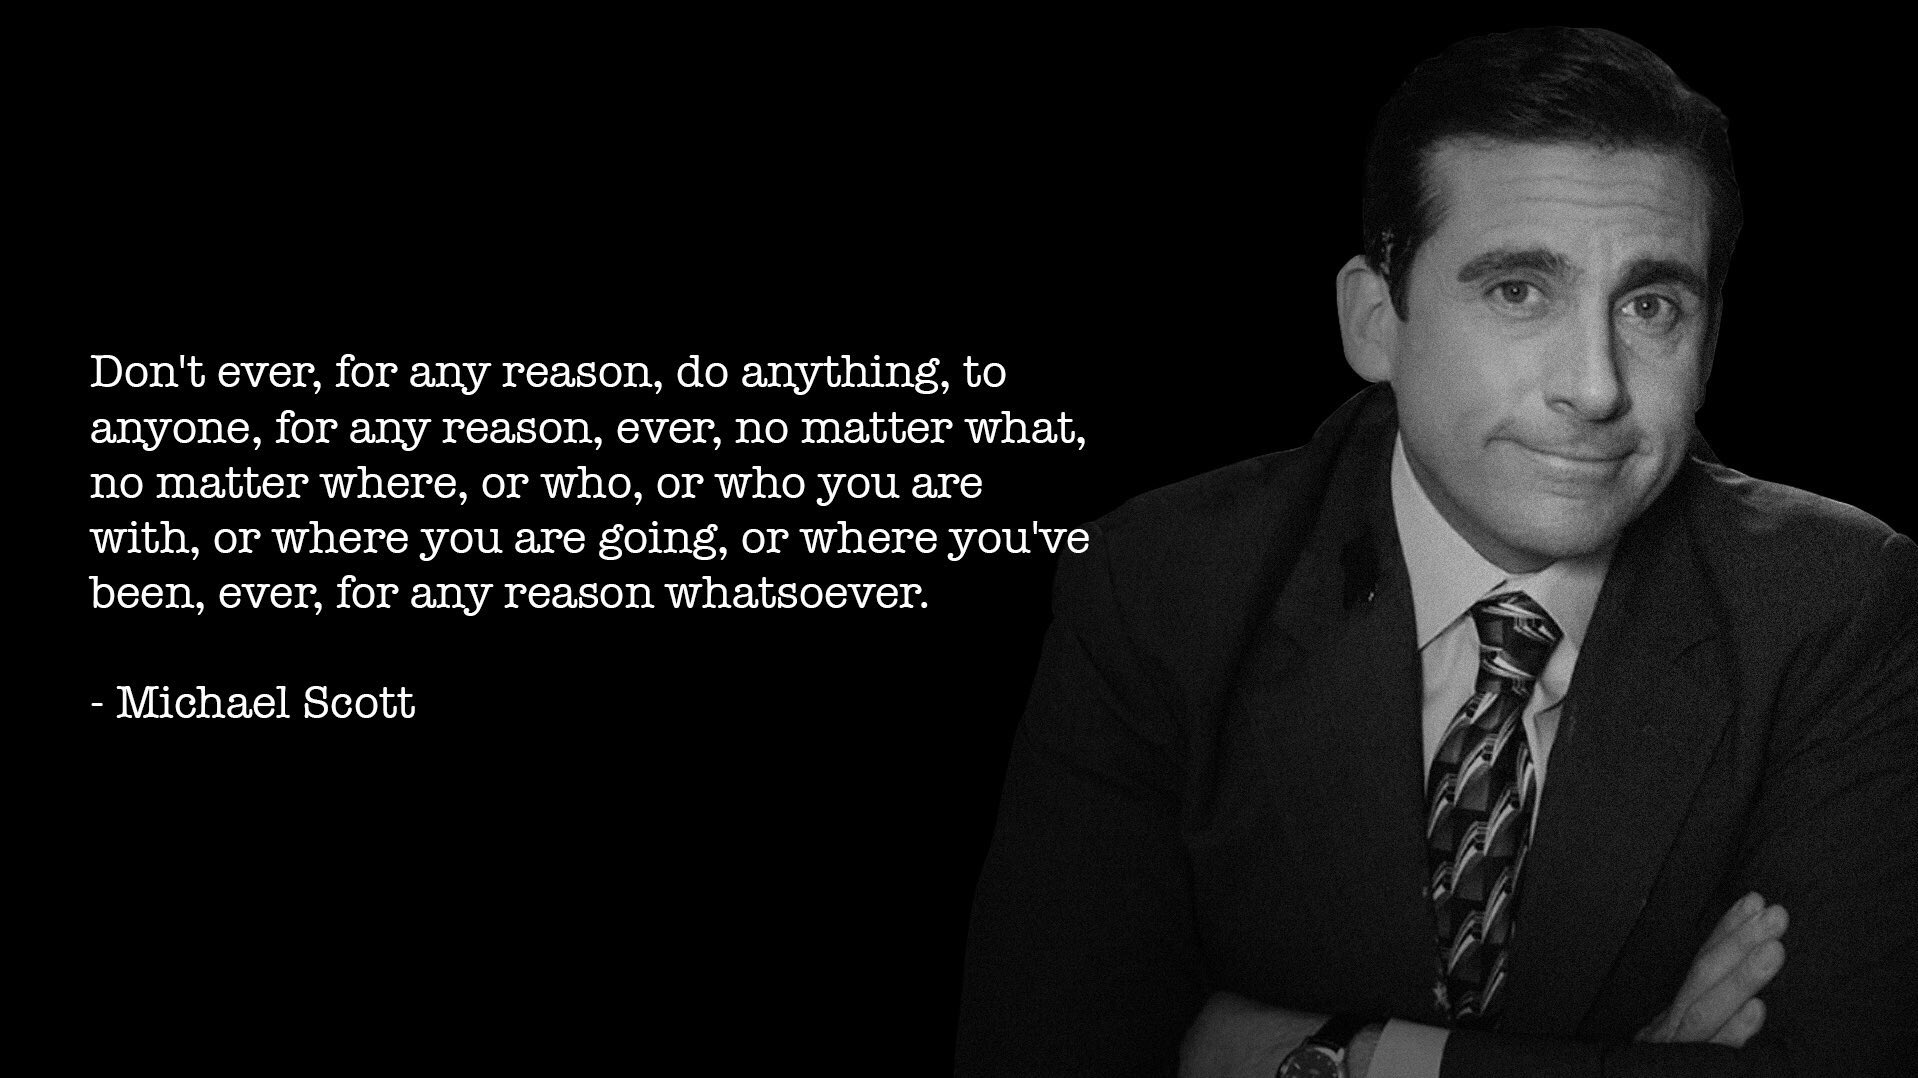 Don't ever, for any reason, do anything, to
anyone, for any reason, ever, no matter what,
no matter where, or who, or who you are
with, or where you are going, or where you've
been, ever, for any reason whatsoever.
- Michael Scott